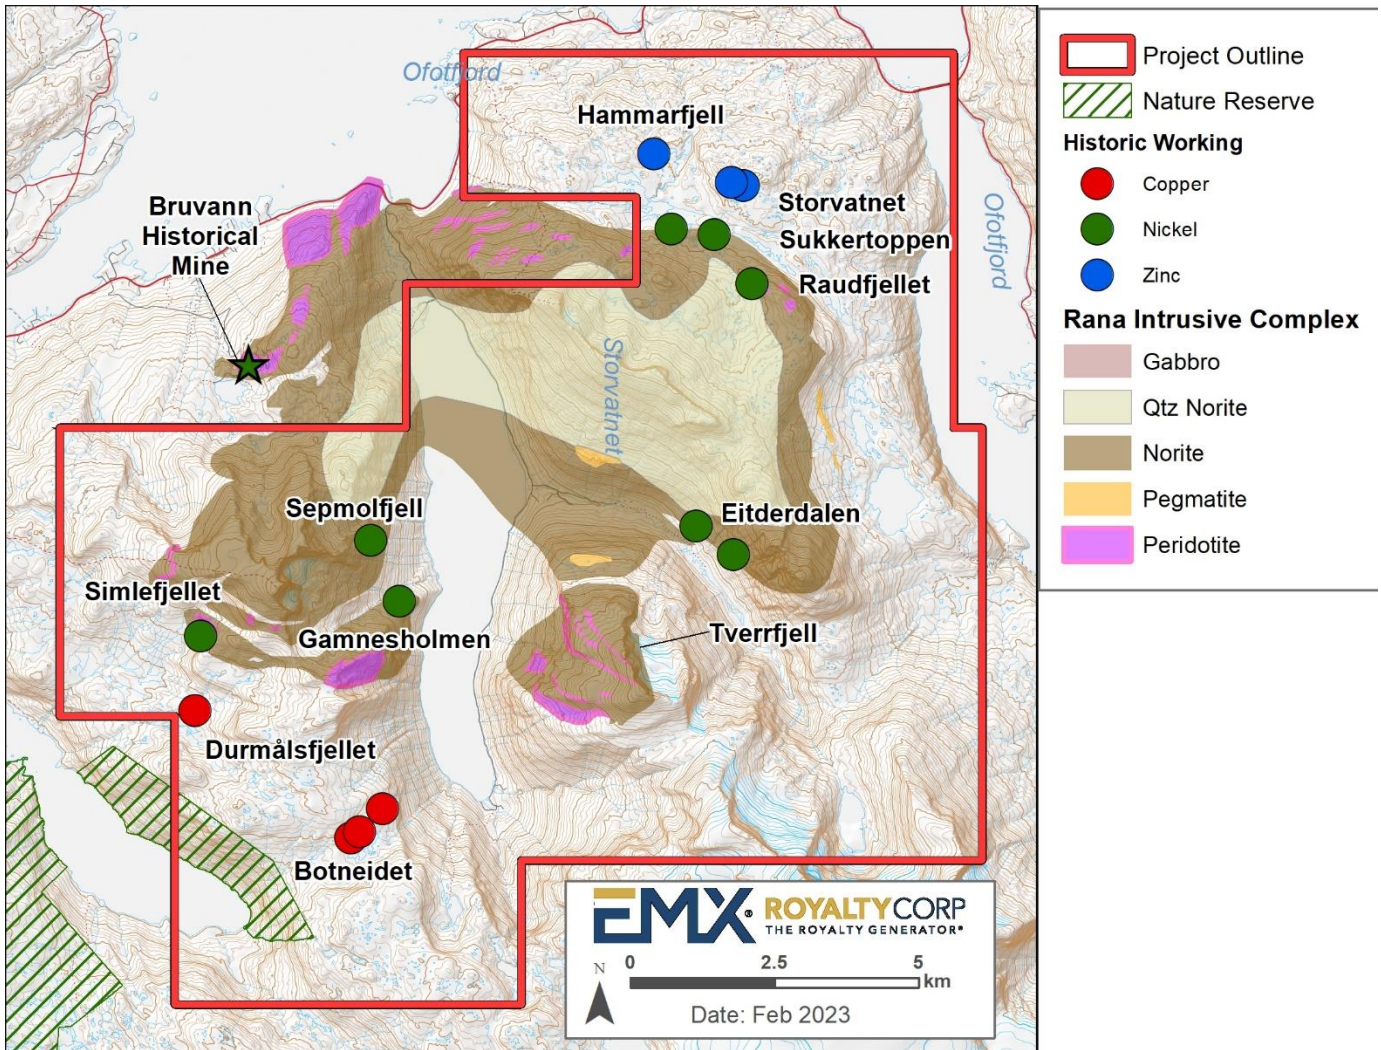 Ofotfjord
Hammarfjell
Storvatnet
Sukkertoppen
Raudfjellet
Bruvann
Historical
Mine
Ofotfjord
Storvatnet
Sepmolfjell
Eitderdalen
Simlefjellet
Gamnesholmen
Tverrfjell
Durmålsfjellet
Botneidet
EMX® ROYALTYCORP
THE ROYALTY GENERATOR®
N
0 2.5 5
km
Date: Feb 2023
Project Outline
Nature Reserve
Historic Working
Copper
Nickel
Zinc
Rana Intrusive Complex
Gabbro
Qtz Norite
Norite
Pegmatite
Peridotite